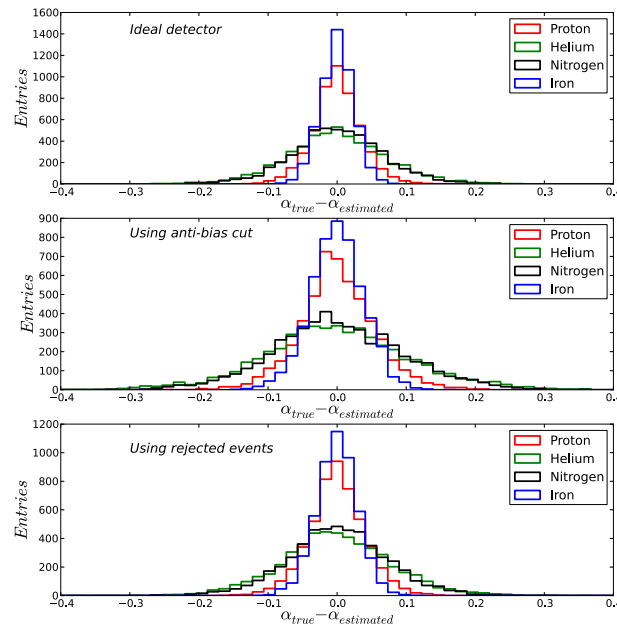 Ideal detector
Proton
Helium
Nitrogen
Iron
Entries
1600
1400
1200
1000
800
600
400
200
0
−0.4 −0.3 −0.2 −0.1 0.0 0.1 0.2 0.3 0.4
α_true − α_estimated
Using anti-bias cut
Proton
Helium
Nitrogen
Iron
Entries
900
800
700
600
500
400
300
200
100
0
−0.4 −0.3 −0.2 −0.1 0.0 0.1 0.2 0.3 0.4
α_true − α_estimated
Using rejected events
Proton
Helium
Nitrogen
Iron
Entries
1200
1000
800
600
400
200
0
−0.4 −0.3 −0.2 −0.1 0.0 0.1 0.2 0.3 0.4
α_true − α_estimated